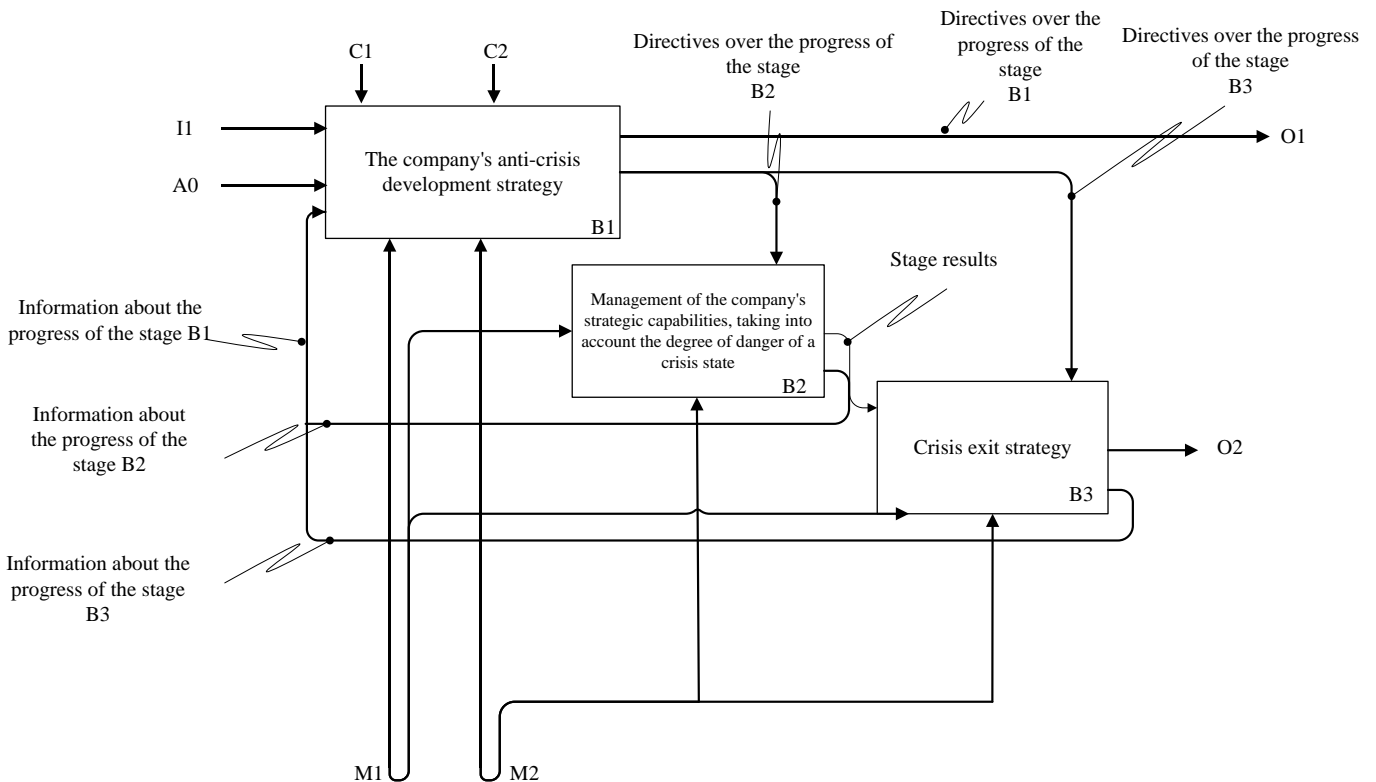 C1
C2
Directives over the progress of
the stage
B2
Directives over the
progress of the
stage
B1
Directives over the progress
of the stage
B3
I1
A0
The company's anti-crisis
development strategy
B1
O1
Information about the
progress of the stage B1
Management of the company's
strategic capabilities, taking into
account the degree of danger of a
crisis state
B2
Stage results
Information about
the progress of the
stage B2
Crisis exit strategy
B3
O2
Information about the
progress of the stage
B3
M1
M2